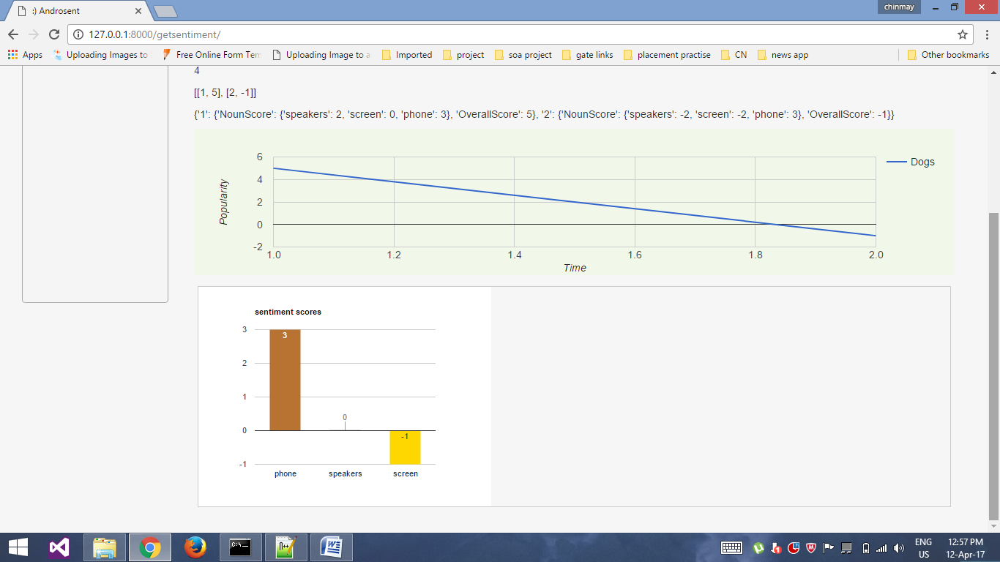 :) Androsent
chinmay
127.0.0.1:8000/getsentiment/
Apps Uploading Images to Free Online Form Tem Uploading Image to a Imported project soa project gate links placement practise CN news app Other bookmarks
4
[[1, 5], [2, -1]]
{'1': {'NounScore': {'speakers': 2, 'screen': 0, 'phone': 3}, 'OverallScore': 5}, '2': {'NounScore': {'speakers': -2, 'screen': -2, 'phone': 3}, 'OverallScore': -1}}
6
4
2
0
-2
Popularity
Dogs
1.0 1.2 1.4 1.6 1.8 2.0
Time
sentiment scores
3
2
1
0
-1
3
0
-1
phone speakers screen
ENG 12:57 PM
US 12-Apr-17